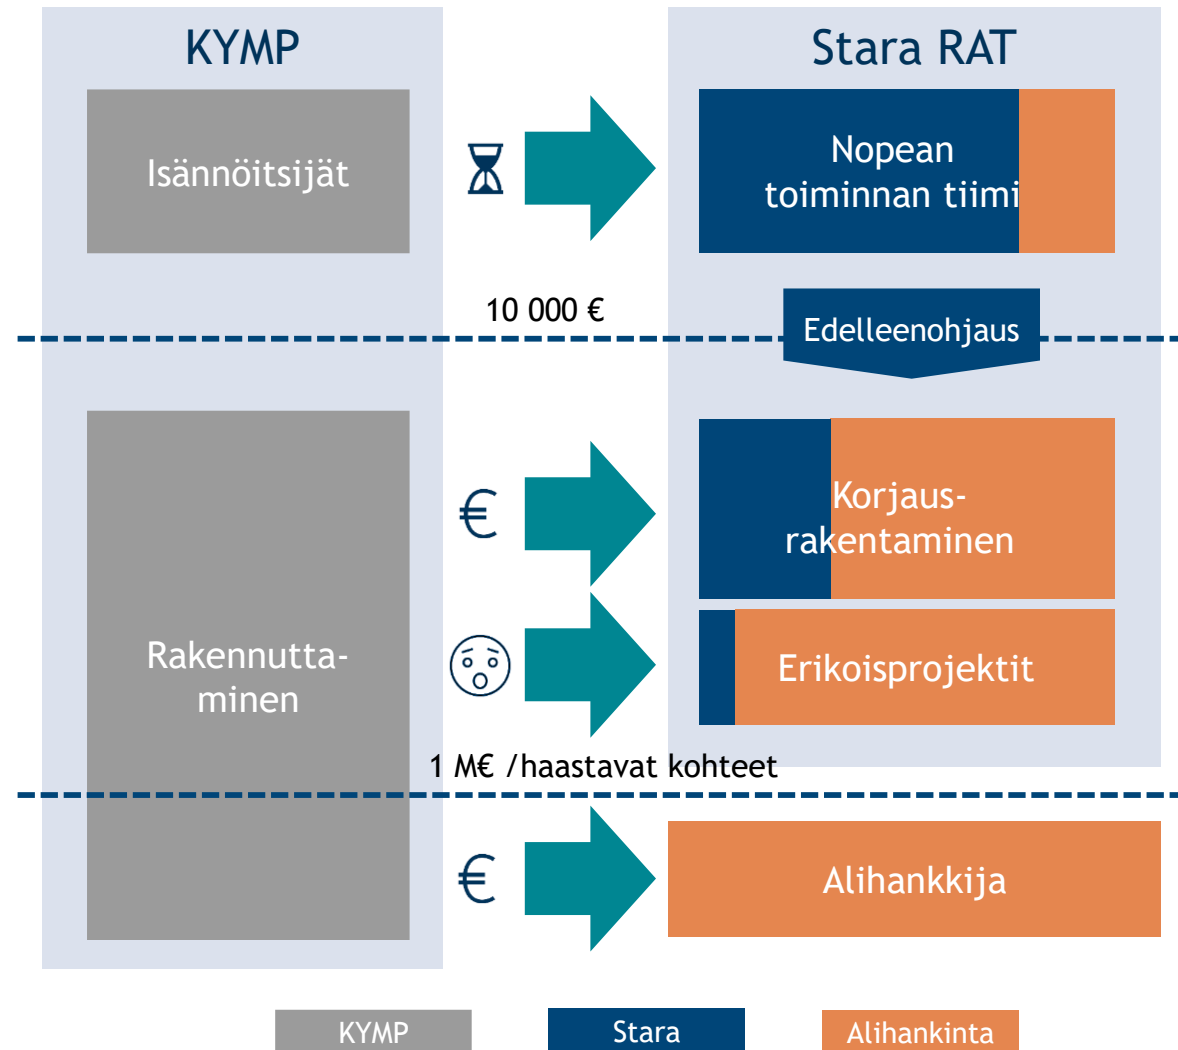 KYMP
Stara RAT
Isännöitsijät
Nopean
toiminnan tiimi
10 000 €
Edelleenohjaus
€
Korjaus-
rakentaminen
Rakennutta-
minen
Erikoisprojektit
1 M€ /haastavat kohteet
€
Alihankkija
KYMP
Stara
Alihankinta